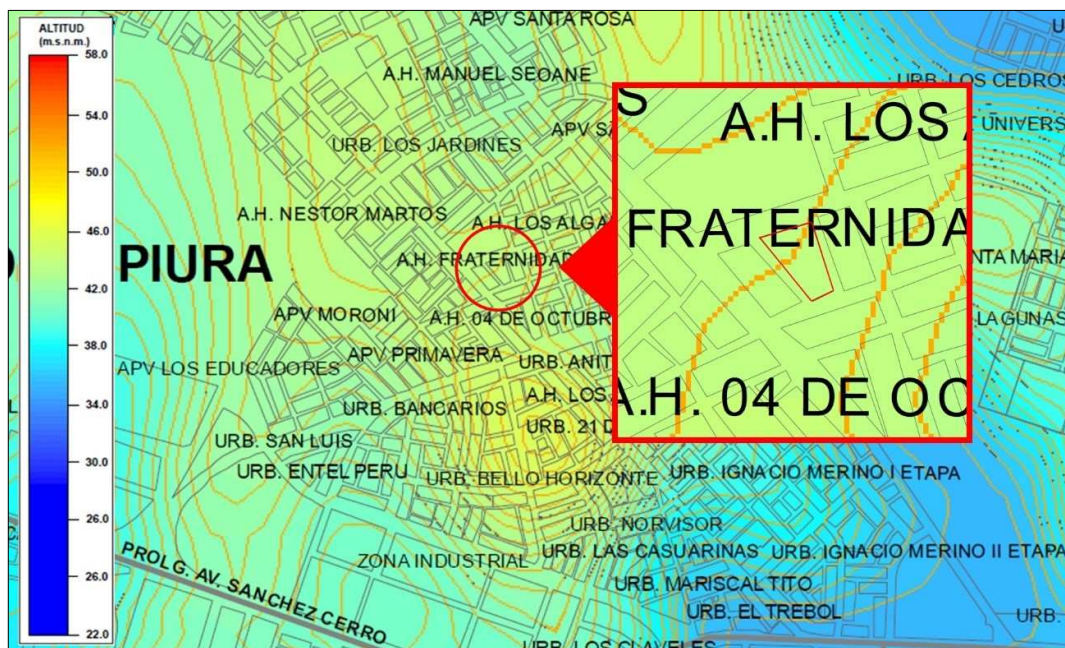 ALTITUD
(m.s.n.m.)
58.0
54.0
50.0
46.0
42.0
38.0
34.0
30.0
26.0
26.0
22.0
APV SANTA ROSA
A.H. MANUEL SEOANE
URB. LOS CEDROS
URB. LOS JARDINES
UNIVERS
A.H. NESTOR MARTOS
A.H. LOS ALGA
PIURA
A.H. FRATERNIDAD
NTA MARIA
APV MORONI
A.H. 04 DE OCTUBR
LAGUNAS
APV LOS EDUCADORES
APV PRIMAVERA
URB. ANIT
A.H. LOS
URB. BANCARIOS
URB. 21 D
URB. SAN LUIS
URB. ENTEL PERU
URB. BELLO HORIZONTE
URB. IGNACIO MERINO I ETAPA
URB. NORVISOR
ZONA INDUSTRIAL
URB. LAS CASUARINAS
URB. IGNACIO MERINO II ETAPA
PROLG. AV. SANCHEZ CERRO
URB. MARISCAL TITO
URB. EL TREBOL
URB.
URB. LOS CLAVELES
S
A.H. LOS
FRATERNIDA
A.H. 04 DE OC